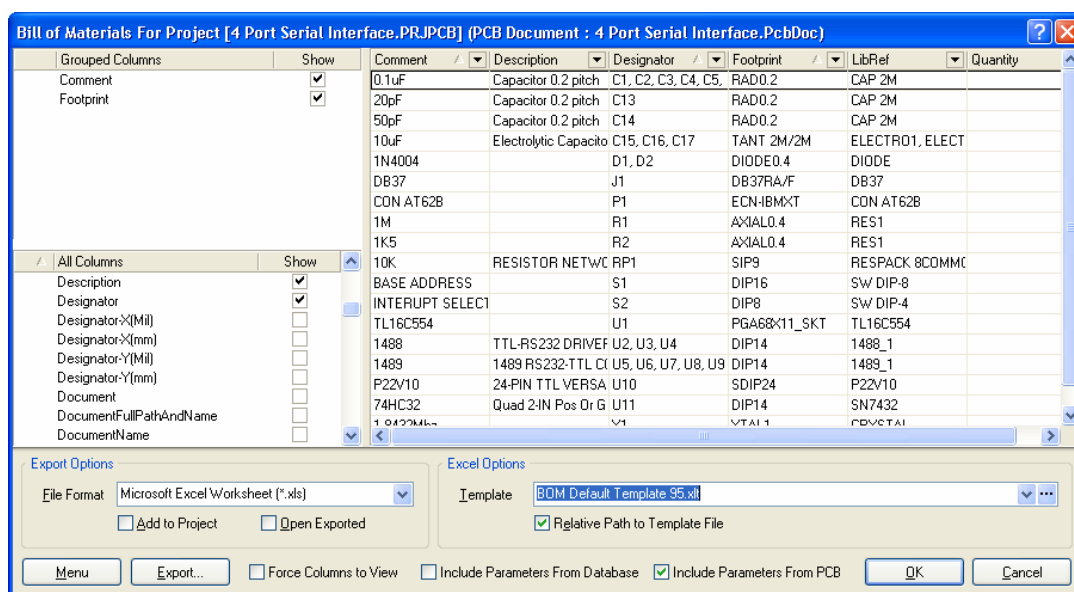 Bill of Materials For Project [4 Port Serial Interface.PRJPCB] (PCB Document : 4 Port Serial Interface.PcbDoc)
Grouped Columns Show
Comment
Footprint
All Columns Show
Description
Designator
Designator-X(Mil)
Designator-X(mm)
Designator-Y(Mil)
Designator-Y(mm)
Document
DocumentFullPathAndName
DocumentName
Comment Description Designator Footprint LibRef Quantity
0.1uF Capacitor 0.2 pitch C1, C2, C3, C4, C5, RAD0.2 CAP 2M
20pF Capacitor 0.2 pitch C13 RAD0.2 CAP 2M
50pF Capacitor 0.2 pitch C14 RAD0.2 CAP 2M
10uF Electrolytic Capacito C15, C16, C17 TANT 2M/2M ELECTRO1, ELECT
1N4004 D1, D2 DIODE0.4 DIODE
DB37 J1 DB37RA/F DB37
CON AT62B P1 ECN-IBMXT CON AT62B
1M R1 AXIAL0.4 RES1
1K5 R2 AXIAL0.4 RES1
10K RESISTOR NETWC RP1 SIP9 RESPACK 8COMMC
BASE ADDRESS S1 DIP16 SW DIP-8
INTERUPT SELECT S2 DIP8 SW DIP-4
TL16C554 U1 PGA68X11_SKT TL16C554
1488 TTL-RS232 DRIVER U2, U3, U4 DIP14 1488_1
1489 1489 RS232-TTL CO U5, U6, U7, U8, U9 DIP14 1489_1
P22V10 24-PIN TTL VERSA U10 SDIP24 P22V10
74HC32 Quad 2-IN Pos Or G U11 DIP14 SN7432
1.8432Mhz Y1 XTAL1 CRYSTAL
Export Options
File Format Microsoft Excel Worksheet (*.xls)
Add to Project Open Exported
Excel Options
Template BOM Default Template 95.xlt
Relative Path to Template File
Menu Export... Force Columns to View Include Parameters From Database Include Parameters From PCB OK Cancel